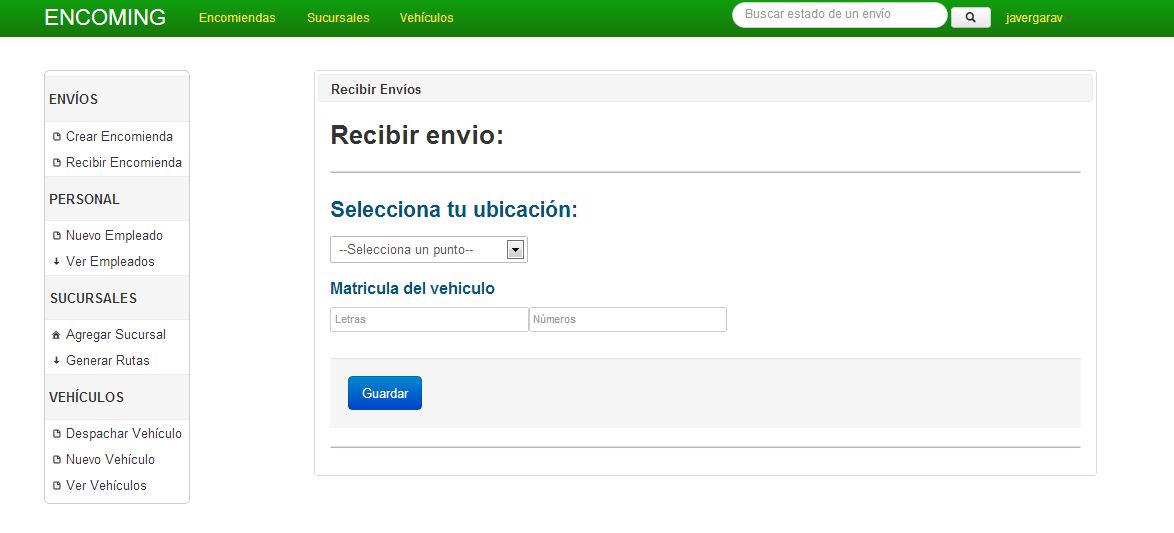 ENCOMING Encomiendas Sucursales Vehículos Buscar estado de un envío javergarav
ENVÍOS
Crear Encomienda
Recibir Encomienda
PERSONAL
Nuevo Empleado
Ver Empleados
SUCURSALES
Agregar Sucursal
Generar Rutas
VEHÍCULOS
Despachar Vehículo
Nuevo Vehículo
Ver Vehículos
Recibir Envíos
Recibir envio:
Selecciona tu ubicación:
--Selecciona un punto--
Matricula del vehiculo
Letras Números
Guardar